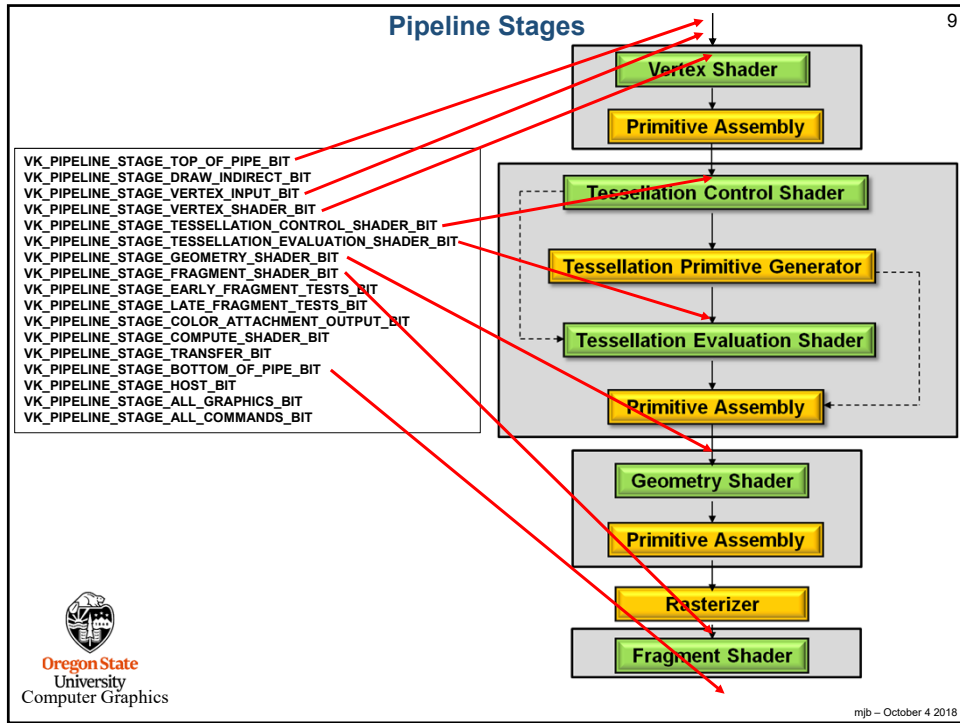 Pipeline Stages
9
VK_PIPELINE_STAGE_TOP_OF_PIPE_BIT
VK_PIPELINE_STAGE_DRAW_INDIRECT_BIT
VK_PIPELINE_STAGE_VERTEX_INPUT_BIT
VK_PIPELINE_STAGE_VERTEX_SHADER_BIT
VK_PIPELINE_STAGE_TESSELLATION_CONTROL_SHADER_BIT
VK_PIPELINE_STAGE_TESSELLATION_EVALUATION_SHADER_BIT
VK_PIPELINE_STAGE_GEOMETRY_SHADER_BIT
VK_PIPELINE_STAGE_FRAGMENT_SHADER_BIT
VK_PIPELINE_STAGE_EARLY_FRAGMENT_TESTS_BIT
VK_PIPELINE_STAGE_LATE_FRAGMENT_TESTS_BIT
VK_PIPELINE_STAGE_COLOR_ATTACHMENT_OUTPUT_BIT
VK_PIPELINE_STAGE_COMPUTE_SHADER_BIT
VK_PIPELINE_STAGE_TRANSFER_BIT
VK_PIPELINE_STAGE_BOTTOM_OF_PIPE_BIT
VK_PIPELINE_STAGE_HOST_BIT
VK_PIPELINE_STAGE_ALL_GRAPHICS_BIT
VK_PIPELINE_STAGE_ALL_COMMANDS_BIT
Vertex Shader
Primitive Assembly
Tessellation Control Shader
Tessellation Primitive Generator
Tessellation Evaluation Shader
Primitive Assembly
Geometry Shader
Primitive Assembly
Rasterizer
Fragment Shader
Oregon State
University
Computer Graphics
mjb – October 4 2018